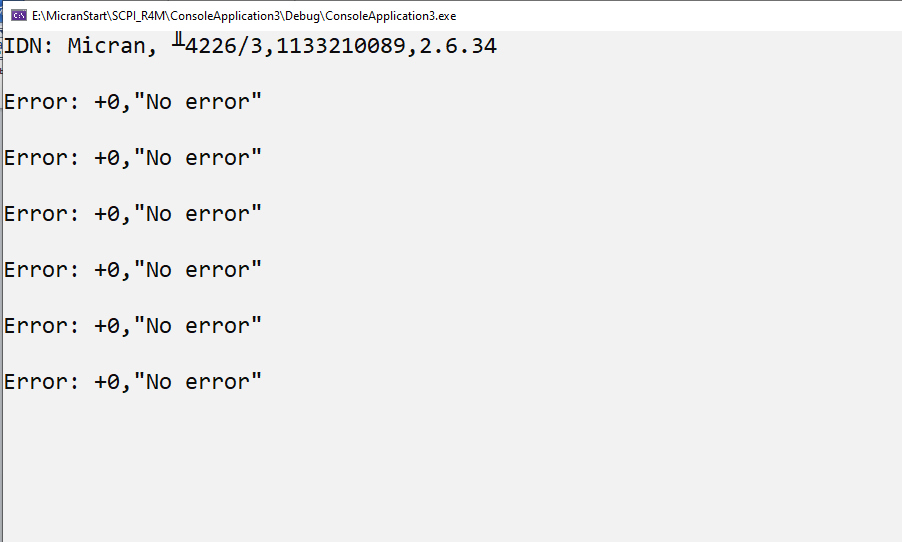 E:\MicranStart\SCPI_R4M\ConsoleApplication3\Debug\ConsoleApplication3.exe
IDN: Micran, ╨4226/3,1133210089,2.6.34
Error: +0,"No error"
Error: +0,"No error"
Error: +0,"No error"
Error: +0,"No error"
Error: +0,"No error"
Error: +0,"No error"